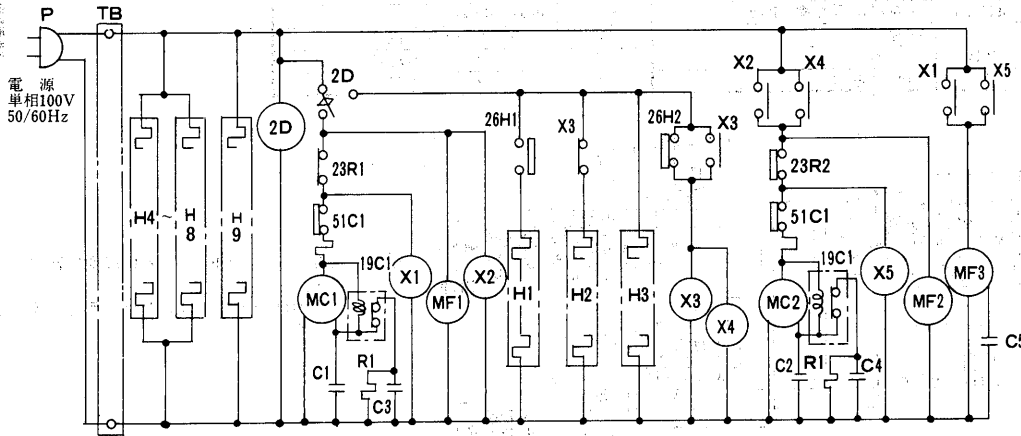 P
TB
電 源
単相100V
50/60Hz
H4
~
H
8
H
9
2D
2D
26H1
X3
26H2
X3
X2
X4
X1
X5
23R1
51C1
19C1
MC1
X1
MF1
X2
H1
H2
H3
X3
X4
23R2
51C1
19C1
MC2
X5
MF2
MF3
C1
R1
C3
C2
R1
C4
C5